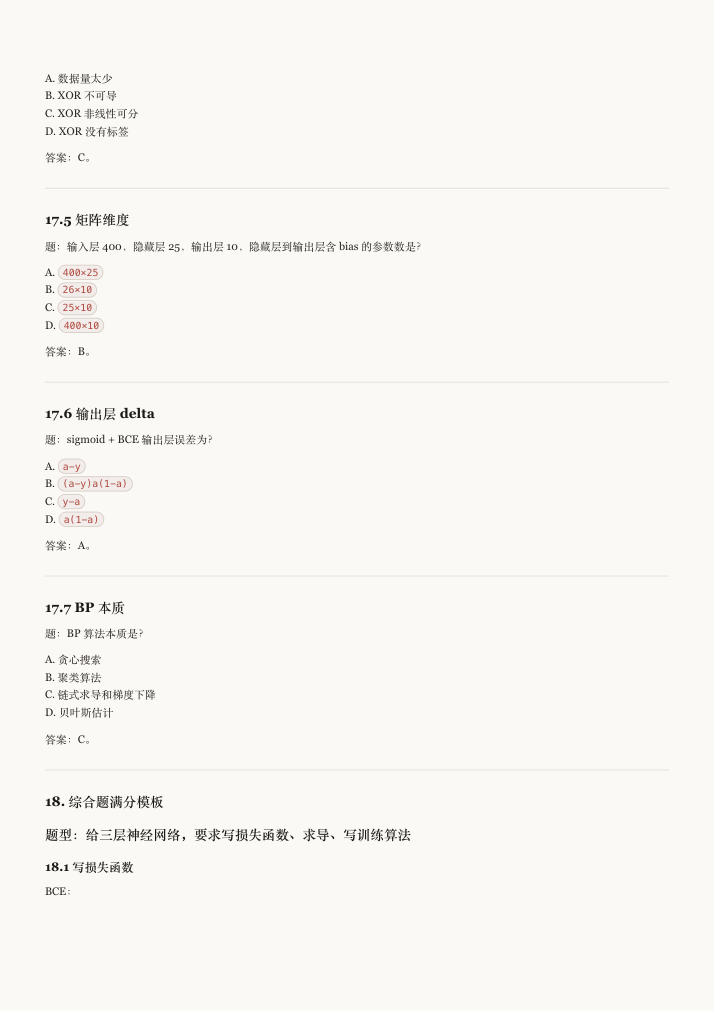 A. 数据量太少
B. XOR 不可导
C. XOR 非线性可分
D. XOR 没有标签
答案：C。
17.5 矩阵维度
题：输入层 400，隐藏层 25，输出层 10，隐藏层到输出层含 bias 的参数数是？
A. 400×25
B. 26×10
C. 25×10
D. 400×10
答案：B。
17.6 输出层 delta
题：sigmoid + BCE 输出层误差为？
A. a−y
B. (a−y)a(1−a)
C. y−a
D. a(1−a)
答案：A。
17.7 BP 本质
题：BP 算法本质是？
A. 贪心搜索
B. 聚类算法
C. 链式求导和梯度下降
D. 贝叶斯估计
答案：C。
18. 综合题满分模板
题型：给三层神经网络，要求写损失函数、求导、写训练算法
18.1 写损失函数
BCE：